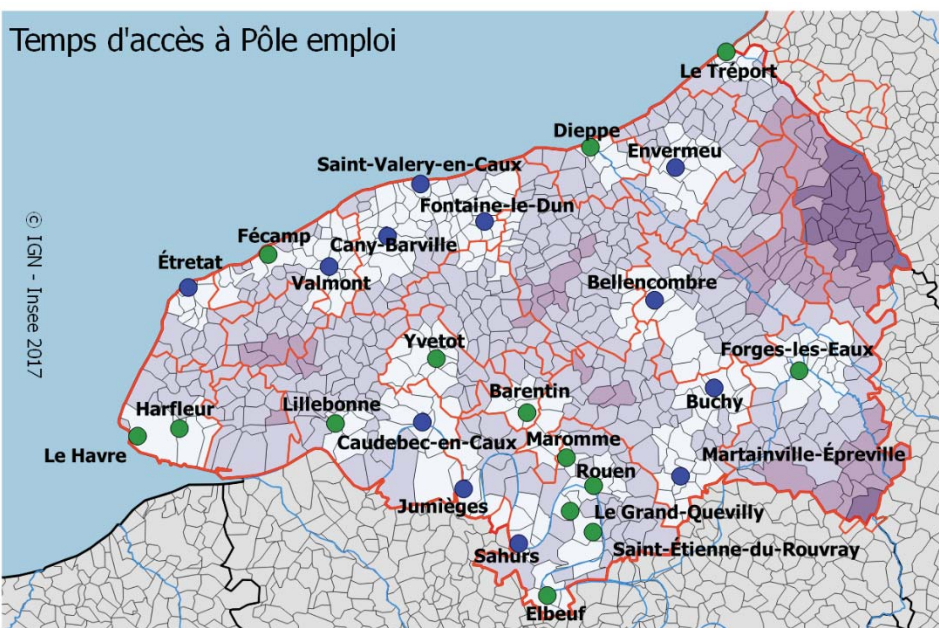 Temps d'accès à Pôle emploi
Le Tréport
Dieppe
Envermeu
Saint-Valery-en-Caux
Fontaine-le-Dun
Fécamp
Cany-Barville
Étretat
Valmont
Bellencombre
© IGN - Insee 2017
Yvetot
Forges-les-Eaux
Barentin
Buchy
Harfleur
Lillebonne
Caudebec-en-Caux
Maromme
Le Havre
Martainville-Épreville
Rouen
Jumièges
Le Grand-Quevilly
Sahurs
Saint-Étienne-du-Rouvray
Elbeuf